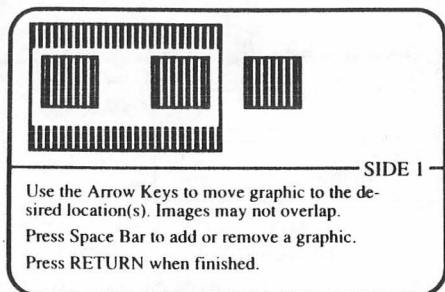 SIDE 1
Use the Arrow Keys to move graphic to the de-
sired location(s). Images may not overlap.
Press Space Bar to add or remove a graphic.
Press RETURN when finished.